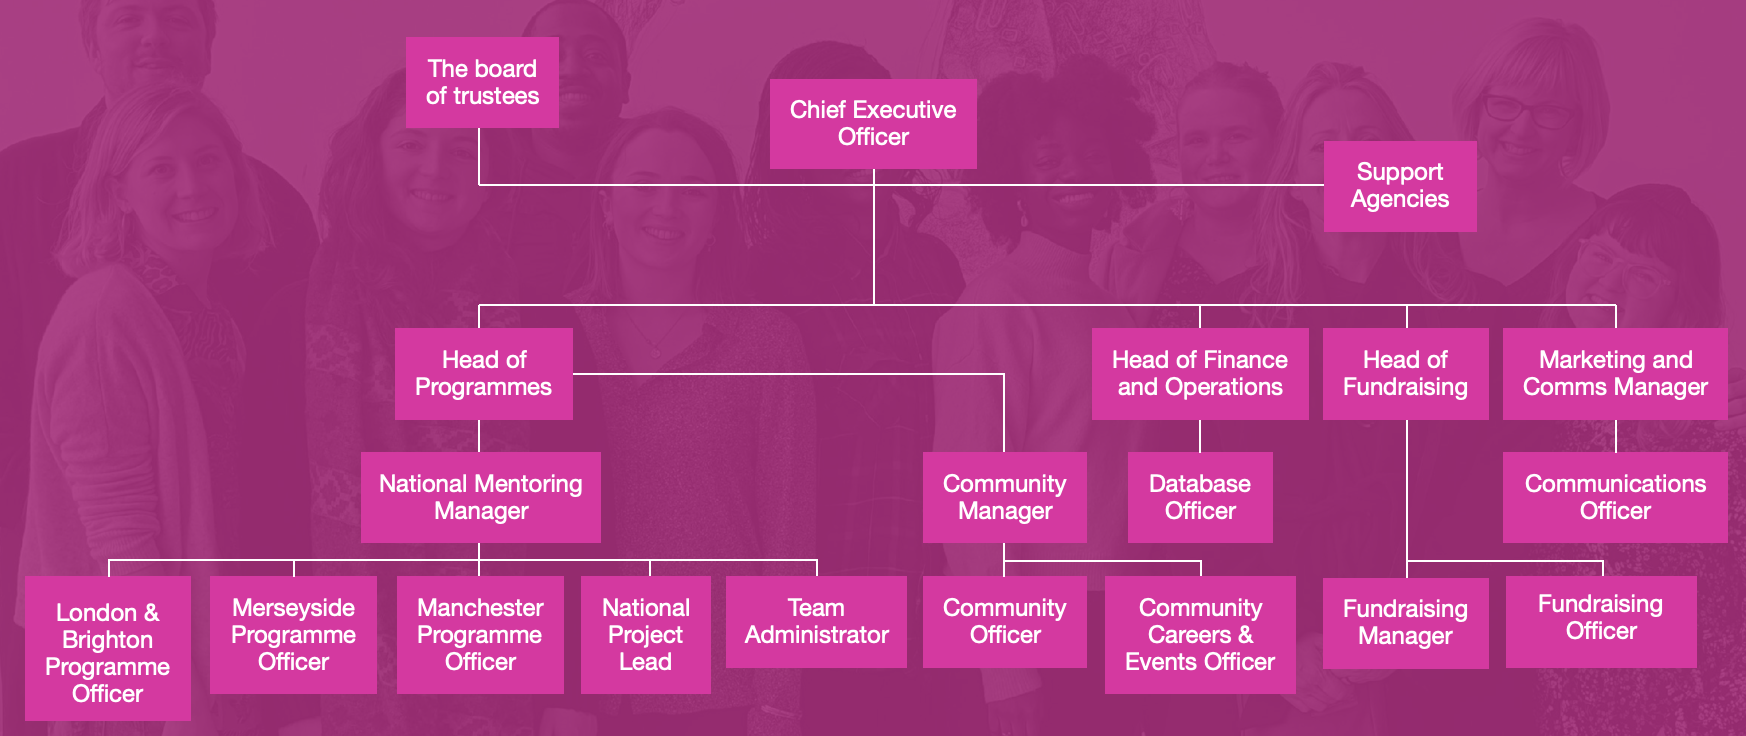 The board
of trustees
Chief Executive
Officer
Support
Agencies
Head of
Programmes
Head of Finance
and Operations
Head of
Fundraising
Marketing and
Comms Manager
National Mentoring
Manager
Community
Manager
Database
Officer
Communications
Officer
London &
Brighton
Programme
Officer
Merseyside
Programme
Officer
Manchester
Programme
Officer
National
Project
Lead
Team
Administrator
Community
Officer
Community
Careers &
Events Officer
Fundraising
Manager
Fundraising
Officer